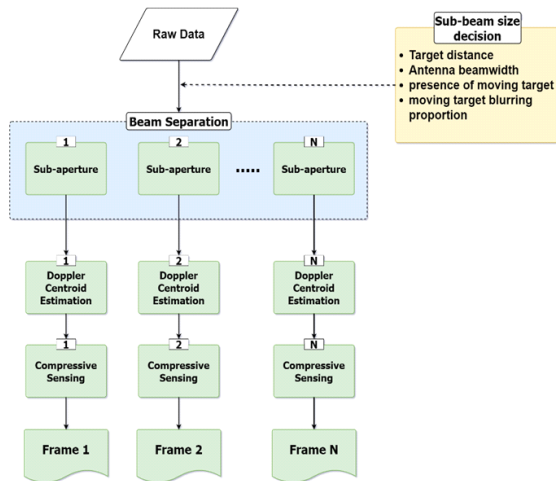 Raw Data
Sub-beam size
decision
• Target distance
• Antenna beamwidth
• presence of moving target
• moving target blurring
proportion
Beam Separation
1
2
N
Sub-aperture
Sub-aperture
.....
Sub-aperture
1
2
N
Doppler
Centroid
Estimation
Doppler
Centroid
Estimation
Doppler
Centroid
Estimation
1
2
N
Compressive
Sensing
Compressive
Sensing
Compressive
Sensing
Frame 1
Frame 2
Frame N